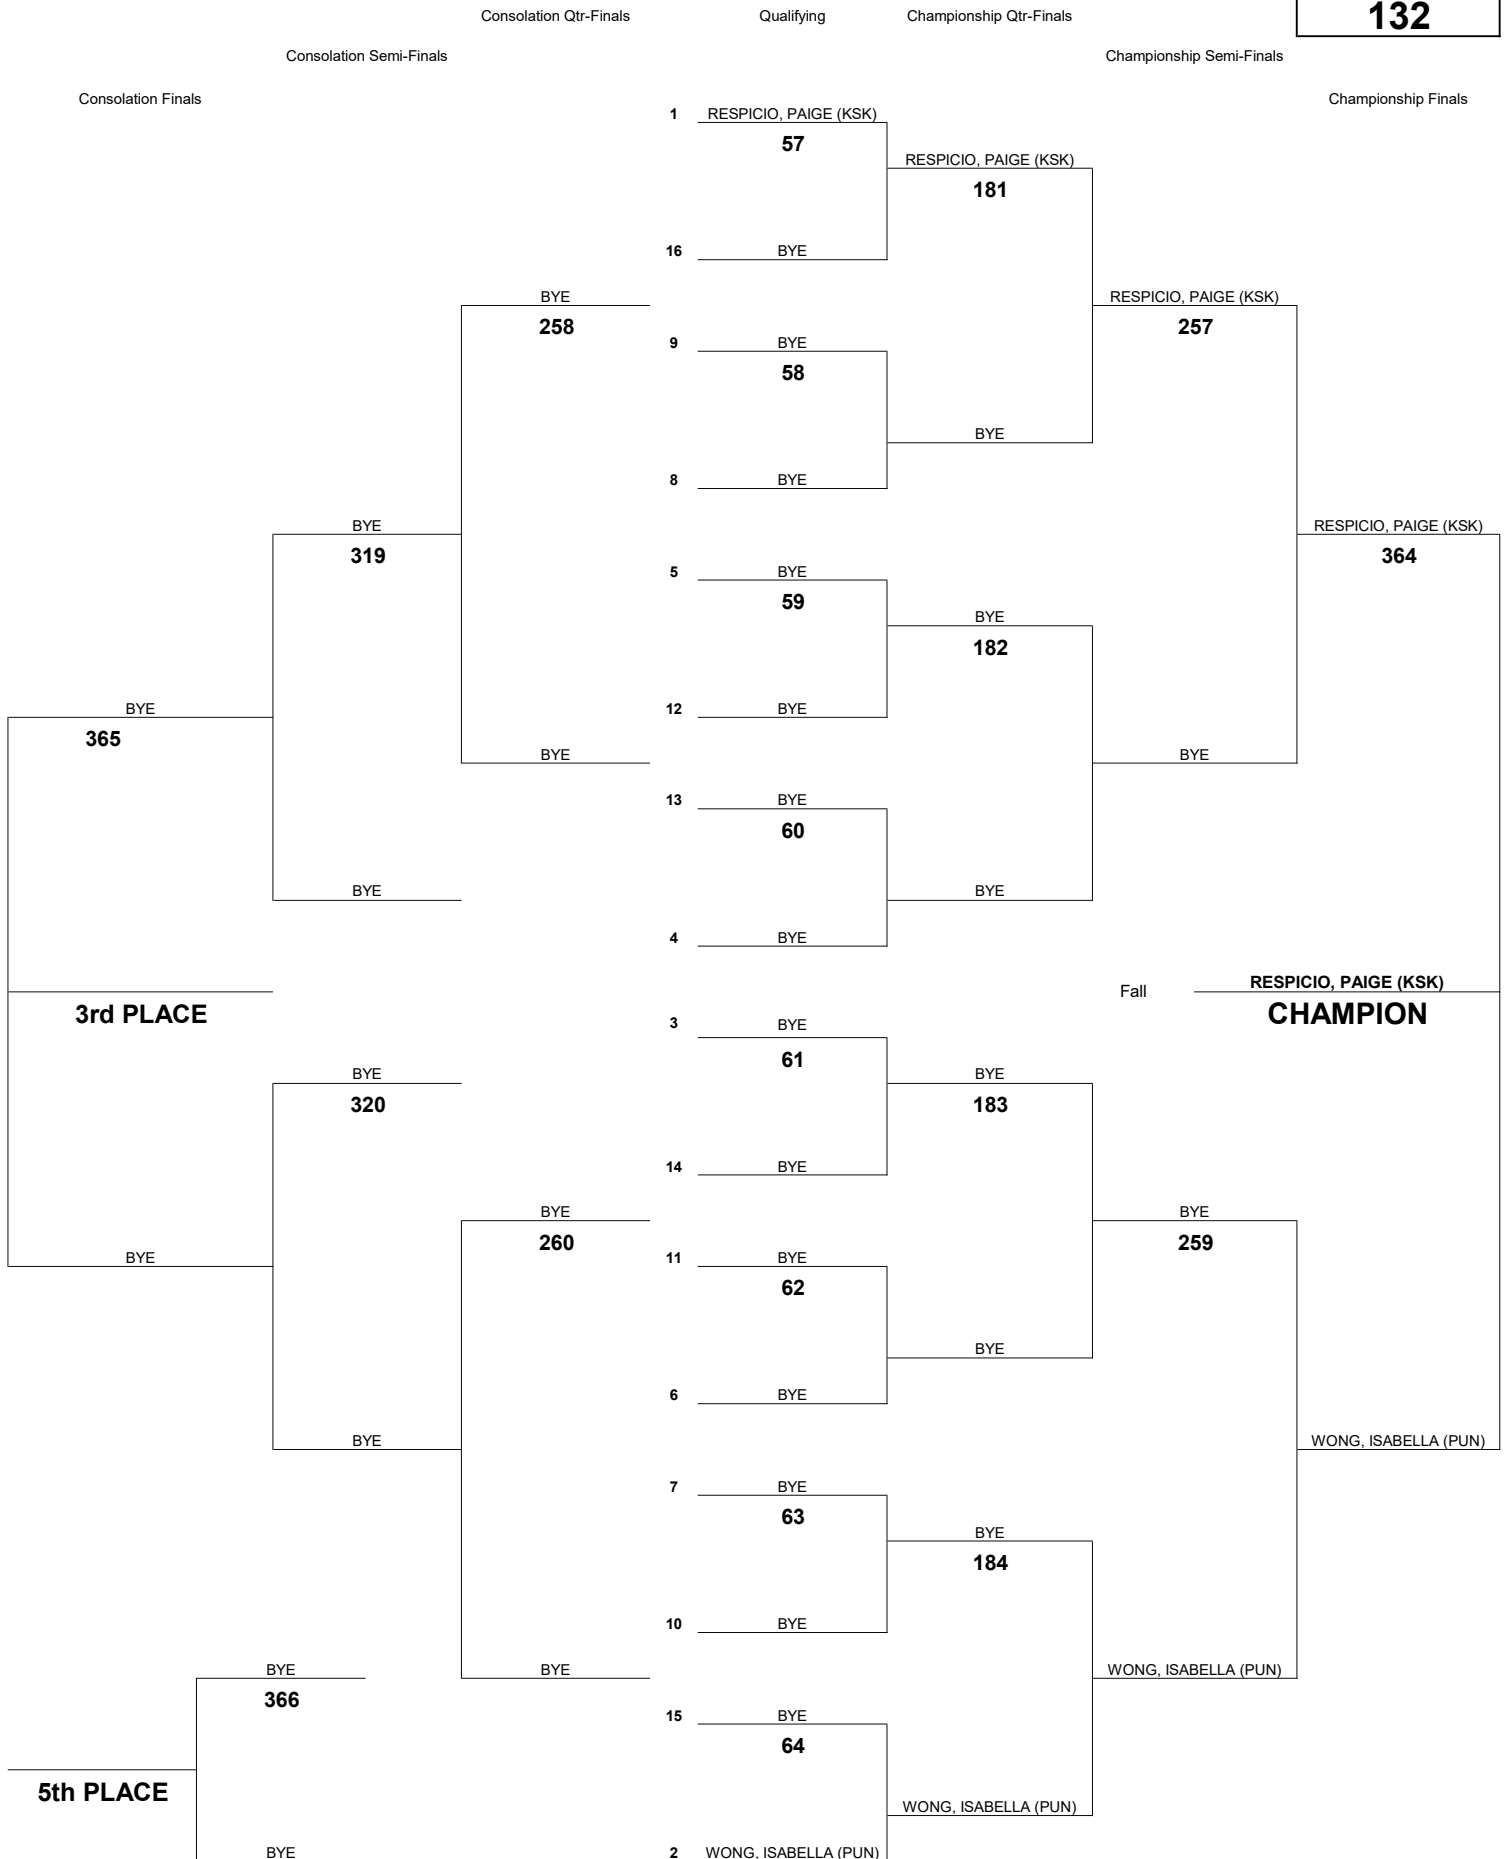 Consolation Qtr-Finals Qualifying Championship Qtr-Finals 132
Consolation Semi-Finals Championship Semi-Finals
Consolation Finals Championship Finals
1 RESPICIO, PAIGE (KSK)
57
RESPICIO, PAIGE (KSK)
181
16 BYE
BYE RESPICIO, PAIGE (KSK)
258 257
9 BYE
58
BYE
8 BYE
BYE RESPICIO, PAIGE (KSK)
319 364
5 BYE
59
BYE
182
BYE 12 BYE
365
BYE BYE
13 BYE
60
BYE BYE
4 BYE
RESPICIO, PAIGE (KSK)
Fall
3rd PLACE CHAMPION
3 BYE
61
BYE BYE
320 183
14 BYE
BYE BYE
260 259
BYE 11 BYE
62
BYE
6 BYE
BYE WONG, ISABELLA (PUN)
7 BYE
63
BYE
184
10 BYE
BYE BYE WONG, ISABELLA (PUN)
366
15 BYE
64
5th PLACE
WONG, ISABELLA (PUN)
BYE 2 WONG, ISABELLA (PUN)